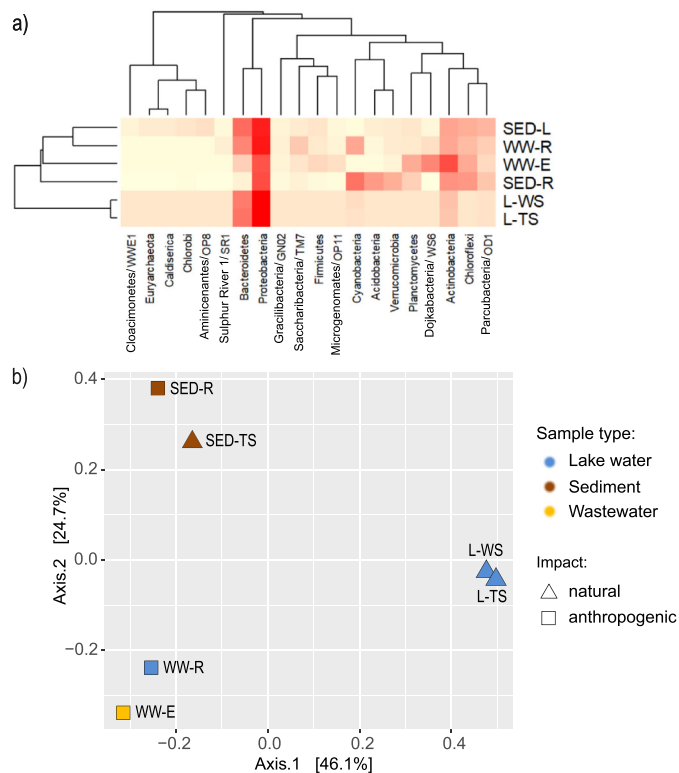 a)
SED-L
WW-R
WW-E
SED-R
L-WS
L-TS
Cloacimonetes/WWE1
Euryarchaeota
Caldiserica
Chlorobi
Aminicenantes/OP8
Sulphur River 1/SR1
Bacteroidetes
Proteobacteria
Gracilibacteria/GN02
Saccharibacteria/TM7
Firmicutes
Microgenomates/OP11
Cyanobacteria
Acidobacteria
Verrucomicrobia
Planctomycetes
Dojkabacteria/WS6
Actinobacteria
Chloroflexi
Parcubacteria/OD1
b)
0.4
0.2
0.0
−0.2
Axis.2 [24.7%]
SED-R
SED-TS
L-WS
L-TS
WW-R
WW-E
−0.2
0.0
0.2
0.4
Axis.1 [46.1%]
Sample type:
Lake water
Sediment
Wastewater
Impact:
natural
anthropogenic